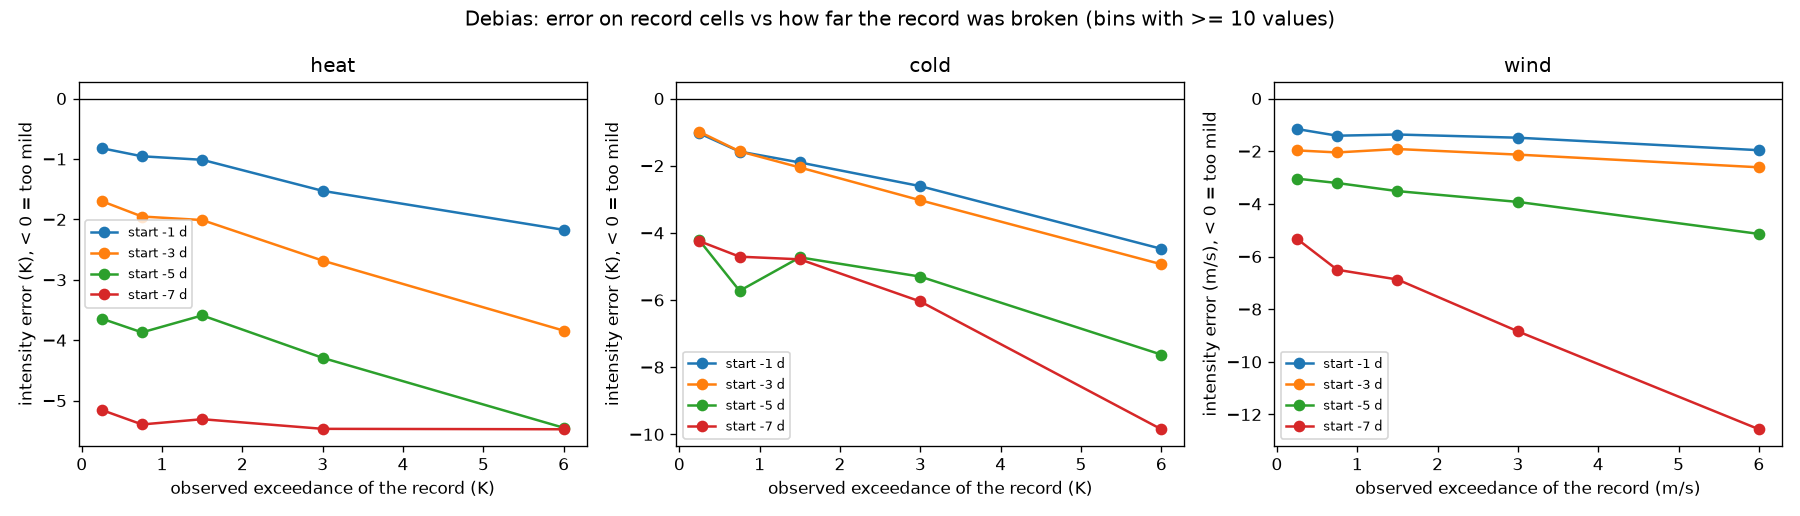 Debias: error on record cells vs how far the record was broken (bins with >= 10 values)
heat
intensity error (K), < 0 = too mild
0
−1
−2
−3
−4
−5
start -1 d
start -3 d
start -5 d
start -7 d
0 1 2 3 4 5 6
observed exceedance of the record (K)
cold
intensity error (K), < 0 = too mild
0
−2
−4
−6
−8
−10
start -1 d
start -3 d
start -5 d
start -7 d
0 1 2 3 4 5 6
observed exceedance of the record (K)
wind
intensity error (m/s), < 0 = too mild
0
−2
−4
−6
−8
−10
−12
start -1 d
start -3 d
start -5 d
start -7 d
0 1 2 3 4 5 6
observed exceedance of the record (m/s)